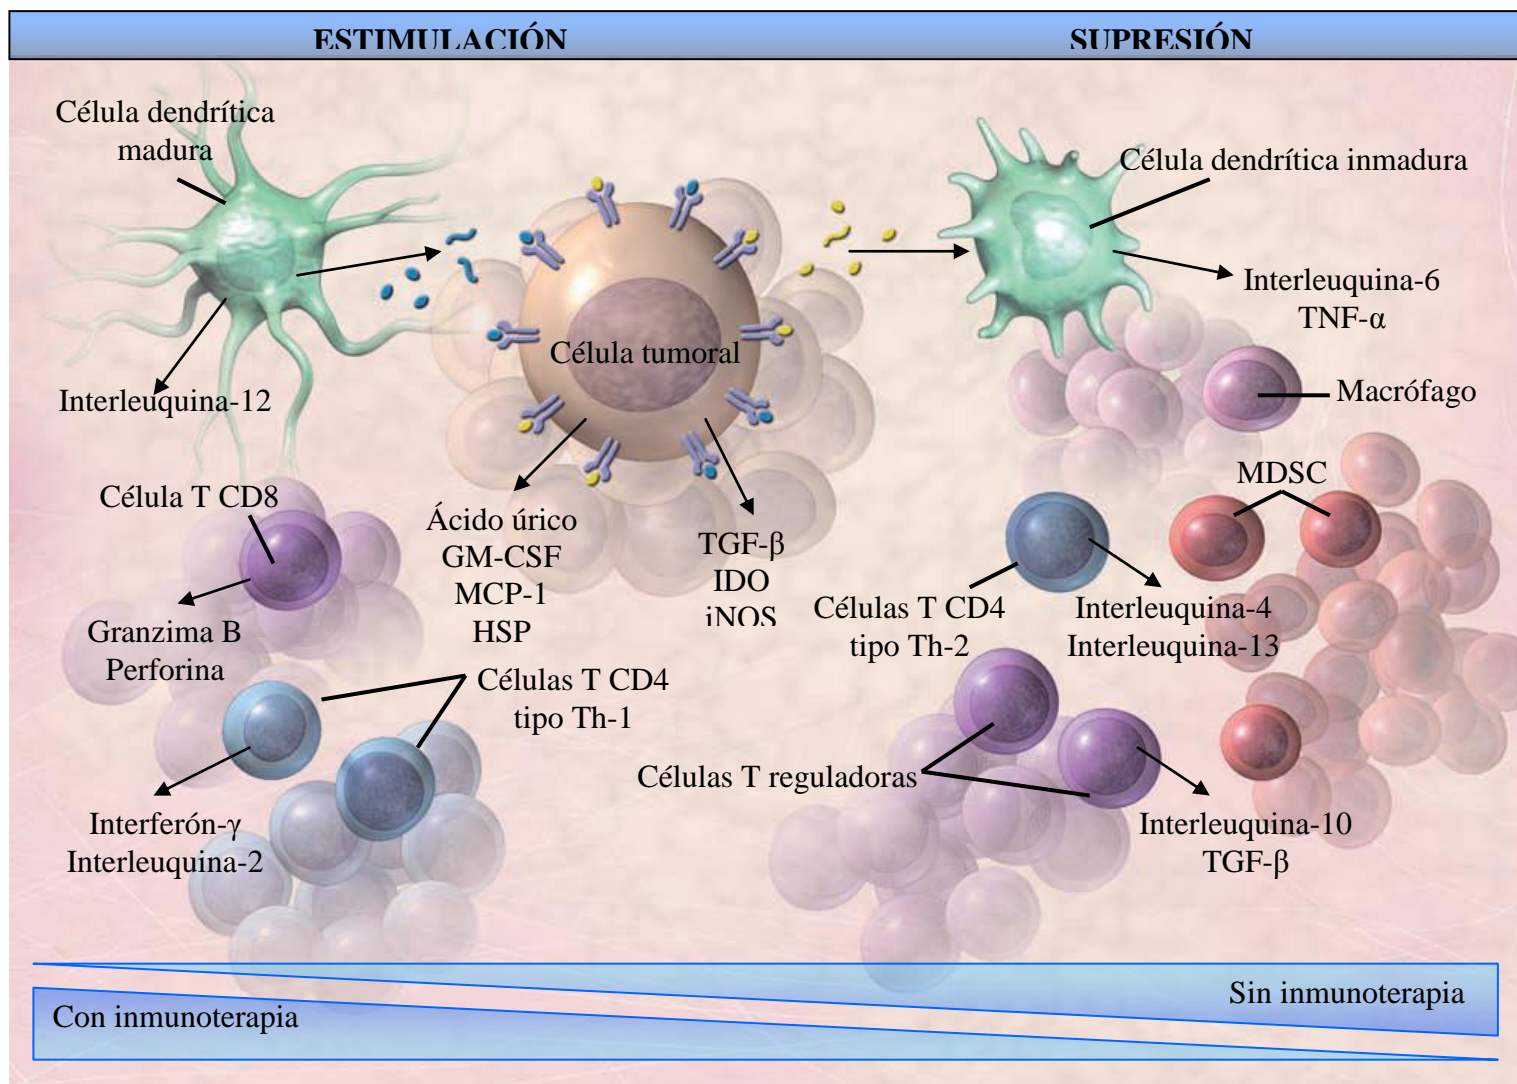 ESTIMULACIÓN
SUPRESIÓN
Célula dendrítica
madura
Célula dendrítica inmadura
Interleuquina-6
TNF-α
Célula tumoral
Interleuquina-12
Macrófago
MDSC
Célula T CD8
Ácido úrico
GM-CSF
MCP-1
HSP
TGF-β
IDO
iNOS
Granzima B
Perforina
Células T CD4
tipo Th-2
Interleuquina-4
Interleuquina-13
Células T CD4
tipo Th-1
Células T reguladoras
Interferón-γ
Interleuquina-2
Interleuquina-10
TGF-β
Sin inmunoterapia
Con inmunoterapia